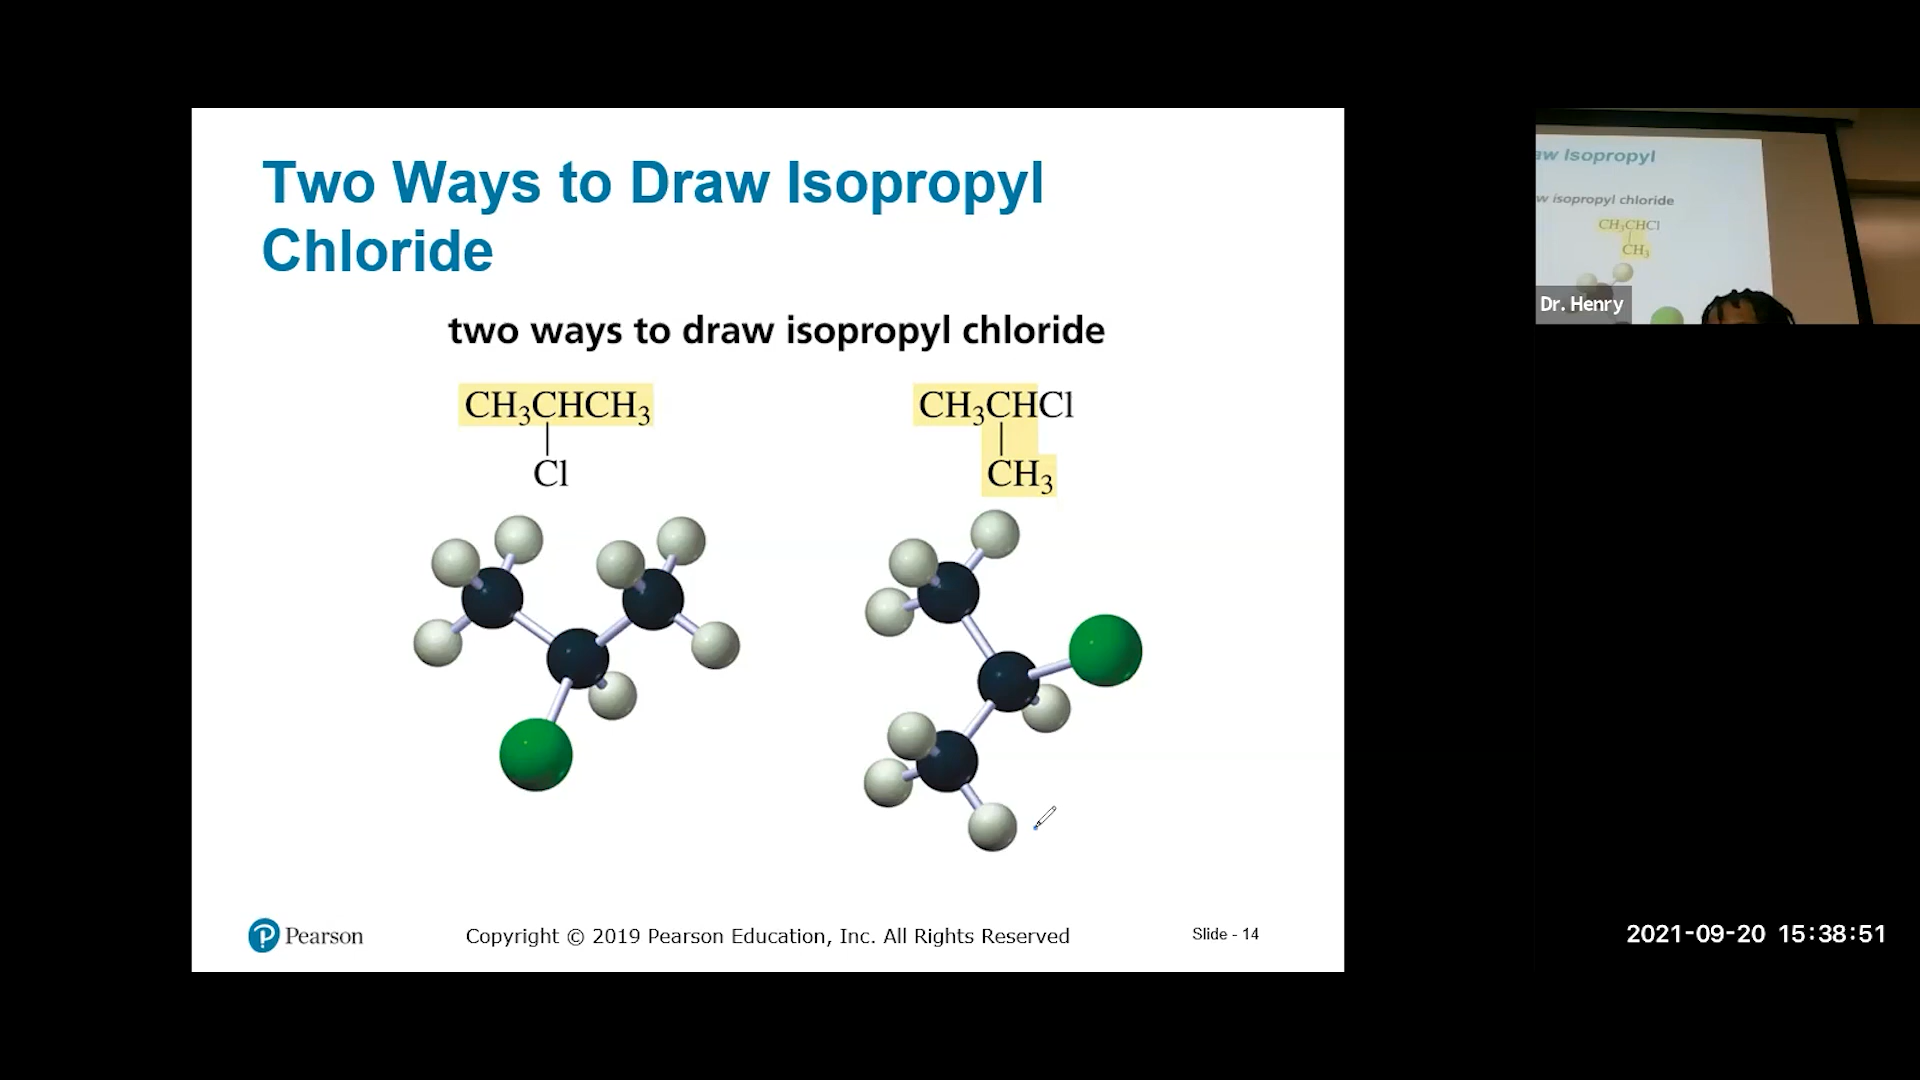 Two Ways to Draw Isopropyl
Chloride
two ways to draw isopropyl chloride
CH₃CHCH₃
Cl
CH₃CHCl
CH₃
Pearson
Copyright © 2019 Pearson Education, Inc. All Rights Reserved
Slide - 14
aw Isopropyl
w isopropyl chloride
CH₃CHCl
CH₃
Dr. Henry
2021-09-20 15:38:51